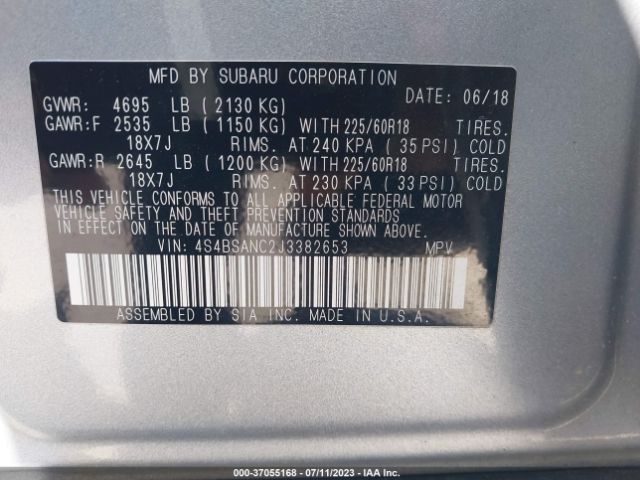 MFD BY SUBARU CORPORATION
DATE: 06/18
GVWR: 4695 LB (2130 KG)
GAWR:F 2535 LB (1150 KG) WITH 225/60R18 TIRES.
18X7J RIMS. AT 240 KPA (35 PSI) COLD
GAWR:R 2645 LB (1200 KG) WITH 225/60R18 TIRES.
18X7J RIMS. AT 230 KPA (33 PSI) COLD
THIS VEHICLE CONFORMS TO ALL APPLICABLE FEDERAL MOTOR
VEHICLE SAFETY AND THEFT PREVENTION STANDARDS IN
EFFECT ON THE DATE OF MANUFACTURE SHOWN ABOVE.
VIN: 4S4BSANC2J3382653 MPV
ASSEMBLED BY SIA INC. MADE IN U.S.A.
000-37055168 - 07/11/2023 - IAA Inc.